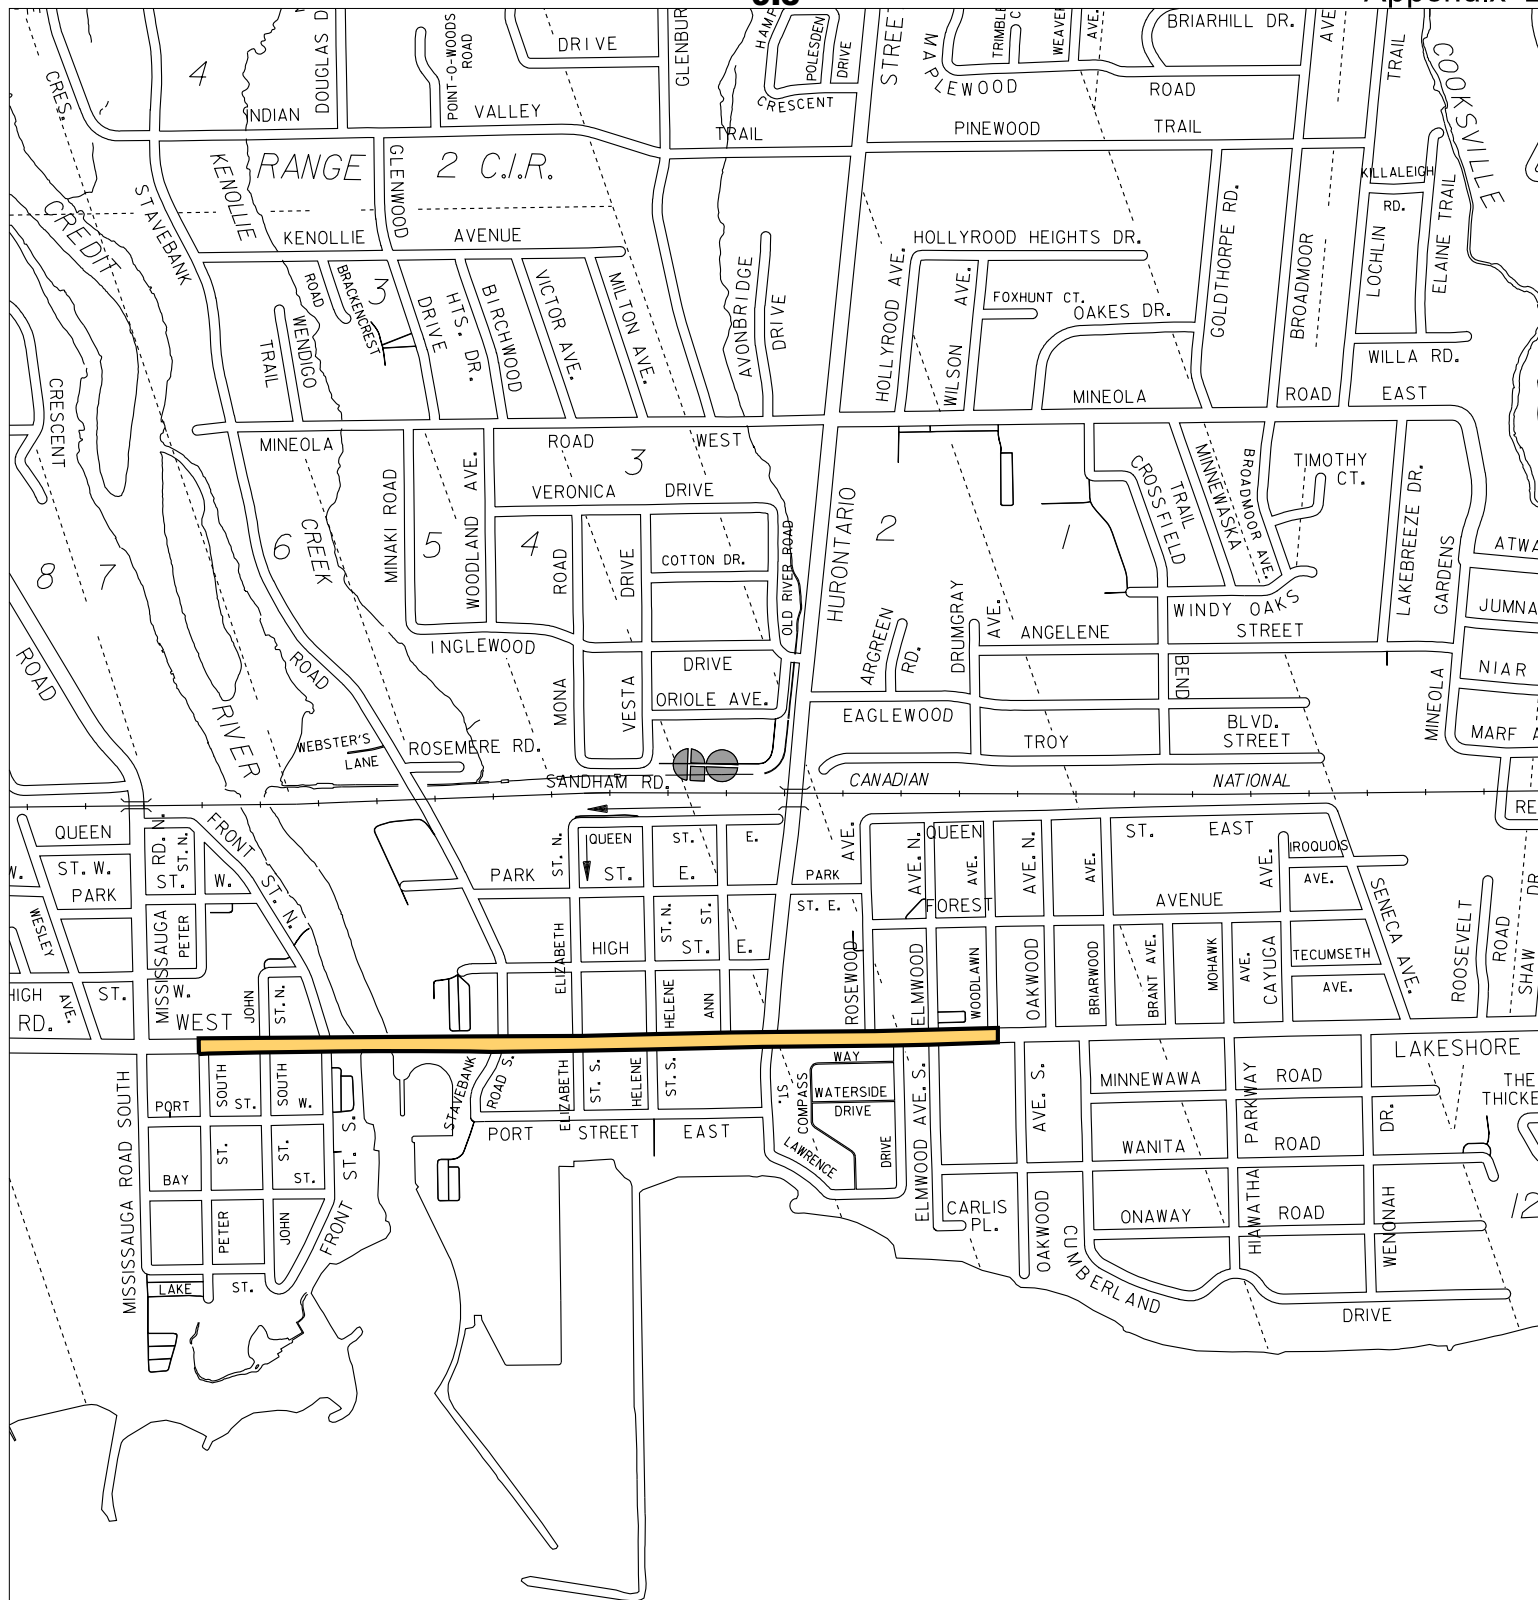 BRIARHILL DR.
DRIVE
MAPLEWOOD
ROAD
CRES.
4
DOUGLAS
POINT-O-WOODS
ROAD
POLESDEN
DRIVE
CRESCENT
STREET
WEAVER
AVE.
AVE
TRAIL
COOKSVILLE
INDIAN
VALLEY
TRAIL
PINEWOOD
TRAIL
KENOLLIE
RANGE 2 C.I.R.
GLENWOOD
STAVEBANK
CREDIT
KILLALEIGH
RD.
KENOLLIE
AVENUE
HOLLYROOD HEIGHTS DR.
GOLDTHORPE RD.
BROADMOOR
LOCHLIN
ELAINE TRAIL
ROAD
BRACKENCREST
3
DRIVE
HTS. DR.
BIRCHWOOD
VICTOR AVE.
MILTON AVE.
AVONBRIDGE
DRIVE
HOLLYROOD AVE.
WILSON
AVE.
FOXHUNT CT.
OAKES DR.
WENDIGO
TRAIL
WILLA RD.
CRESCENT
MINEOLA
ROAD
EAST
MINEOLA
ROAD
WEST
3
VERONICA
DRIVE
MINAKI ROAD
WOODLAND
AVE.
CROSSFIELD
TRAIL
MINNEWASKA
BROADMOOR AVE.
TIMOTHY
CT.
LAKEBREEZE DR.
GARDENS
6
CREEK
5
4
ROAD
DRIVE
COTTON DR.
OLD RIVER ROAD
HURONTARIO
2
1
8
7
JUMNA
WINDY OAKS
INGLEWOOD
DRIVE
ARGREEN
RD.
DRUMGRAY
AVE.
ANGELENE
STREET
ROAD
ROAD
MONA
VESTA
ORIOLE AVE.
BEND
NIAR
EAGLEWOOD
BLVD.
MINEOLA
MARF
RIVER
WEBSTER'S
LANE
ROSEMERE RD.
TROY
STREET
SANDHAM RD.
CANADIAN
NATIONAL
QUEEN
FRONT
ST. N.
QUEEN
ST.
E.
AVE.
QUEEN
ST.
EAST
ST. W.
RD. N.
ST.
ST. N.
W.
PARK
PARK
ST. N.
ST.
E.
PARK
ST. E.
AVE. N.
AVE.
AVE. N.
AVE.
AVE.
IROQUOIS
AVE.
FOREST
AVENUE
SENECA AVE.
WESLEY
AVE.
MISSISSAUGA
PETER
ELIZABETH
HIGH
ST. N.
ST.
ST.
E.
ROSEWOOD
ELMWOOD
WOODLAWN
OAKWOOD
BRIARWOOD
BRANT AVE.
MOHAWK
AVE.
CAYUGA
TECUMSETH
AVE.
ROOSEVELT
ROAD
SHAW
DR.
HIGH
ST.
W.
RD.
WEST
JOHN
ST. N.
HELENE
ANN
LAKESHORE
PORT
SOUTH
ST.
SOUTH
W.
STAVEBANK
ROAD S.
ELIZABETH
ST. S.
HELENE
ST. S.
ST.
COMPASS
WAY
WATERSIDE
DRIVE
DRIVE
LAWRENCE
ELMWOOD AVE. S.
AVE. S.
MINNEWAWA
ROAD
PARKWAY
DR.
THE
PORT
STREET
EAST
MISSISSAUGA ROAD SOUTH
BAY
ST.
ST.
ST.
FRONT
ST. S.
WANITA
ROAD
CARLIS
PL.
OAKWOOD
ONAWAY
HIAWATHA
ROAD
WENONAH
12
PETER
JOHN
LAKE
ST.
CUMBERLAND
DRIVE